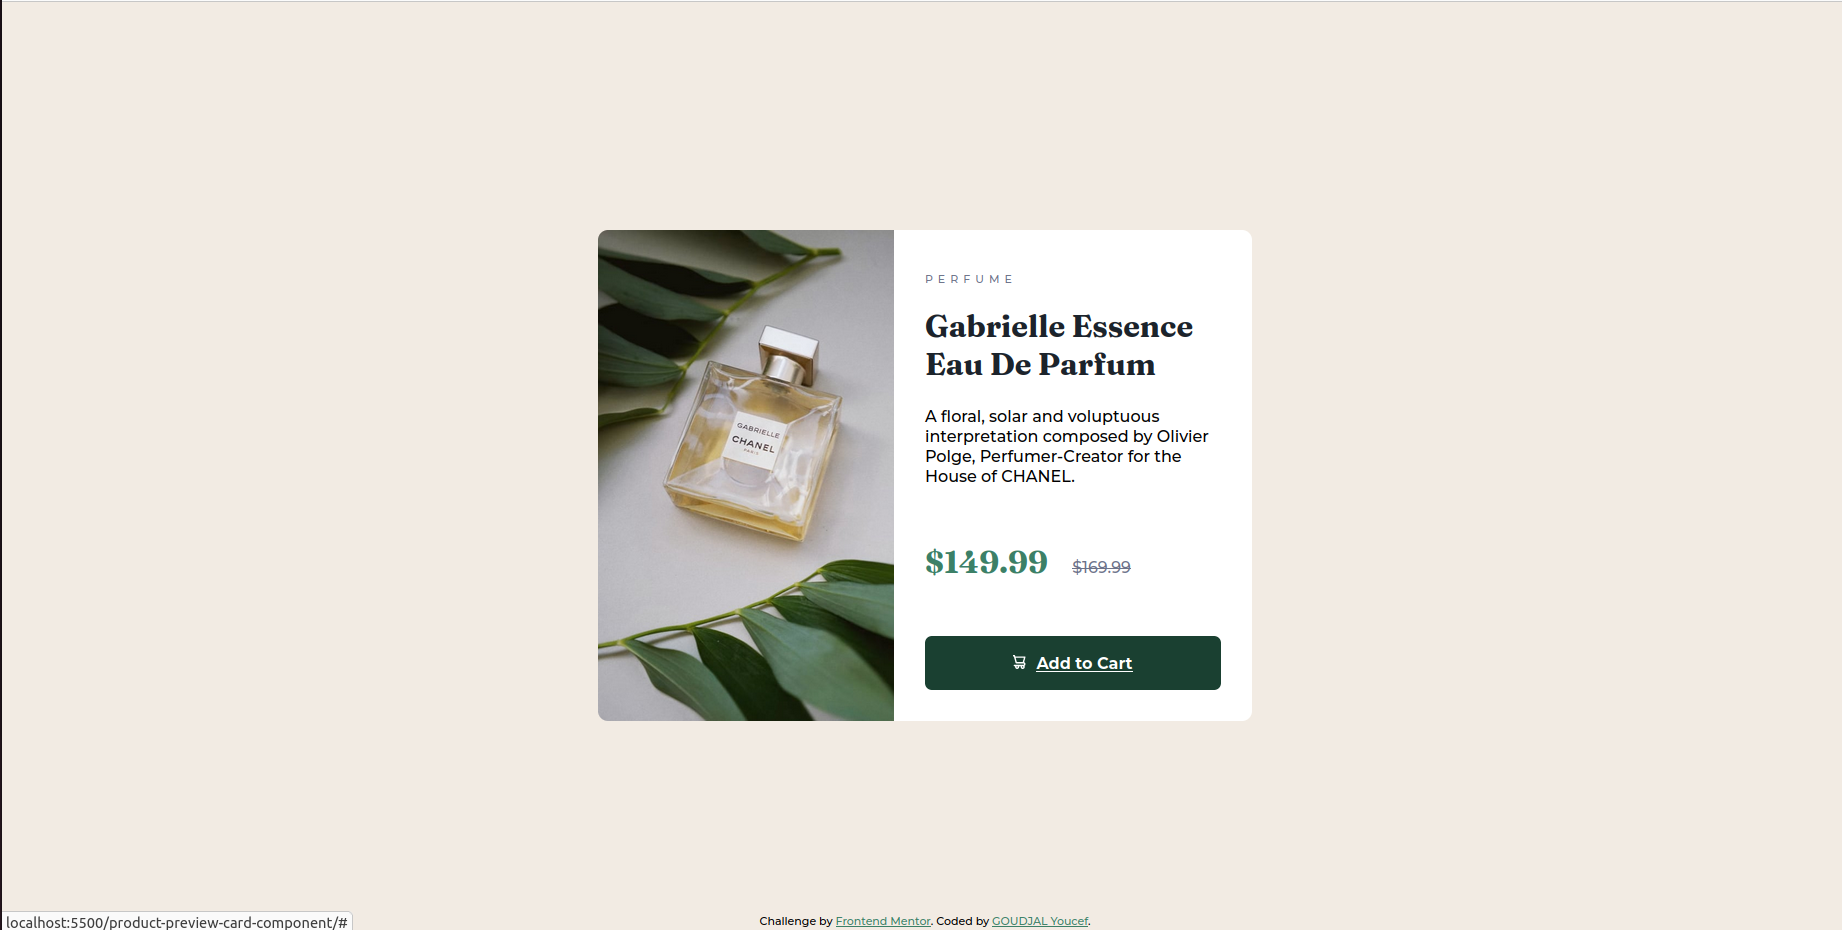 PERFUME
Gabrielle Essence
Eau De Parfum
A floral, solar and voluptuous
interpretation composed by Olivier
Polge, Perfumer-Creator for the
House of CHANEL.
GABRIELLE
CHANEL
PARIS
$149.99 $169.99
Add to Cart
localhost:5500/product-preview-card-component/#
Challenge by Frontend Mentor. Coded by GOUDJAL Youcef.